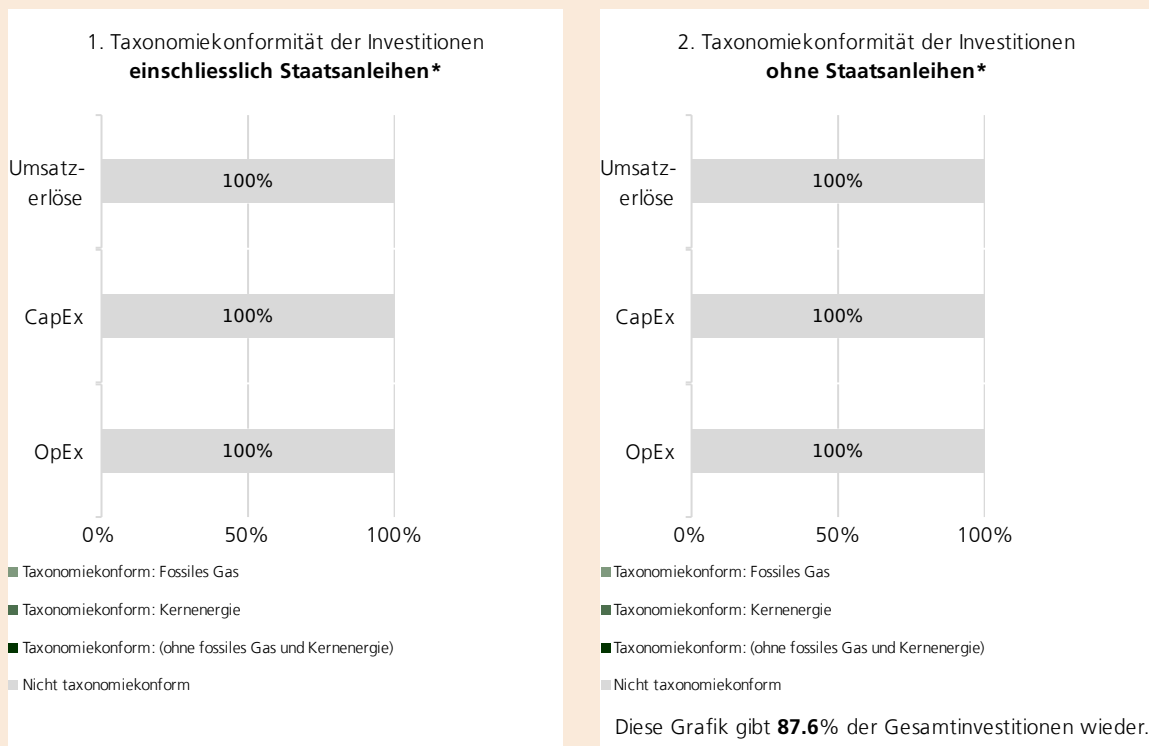 1. Taxonomiekonformität der Investitionen
einschliesslich Staatsanleihen*
Umsatz-
erlöse
100%
CapEx
100%
OpEx
100%
0%
50%
100%
Taxonomiekonform: Fossiles Gas
Taxonomiekonform: Kernenergie
Taxonomiekonform: (ohne fossiles Gas und Kernenergie)
Nicht taxonomiekonform
2. Taxonomiekonformität der Investitionen
ohne Staatsanleihen*
Umsatz-
erlöse
100%
CapEx
100%
OpEx
100%
0%
50%
100%
Taxonomiekonform: Fossiles Gas
Taxonomiekonform: Kernenergie
Taxonomiekonform: (ohne fossiles Gas und Kernenergie)
Nicht taxonomiekonform
Diese Grafik gibt 87.6% der Gesamtinvestitionen wieder.